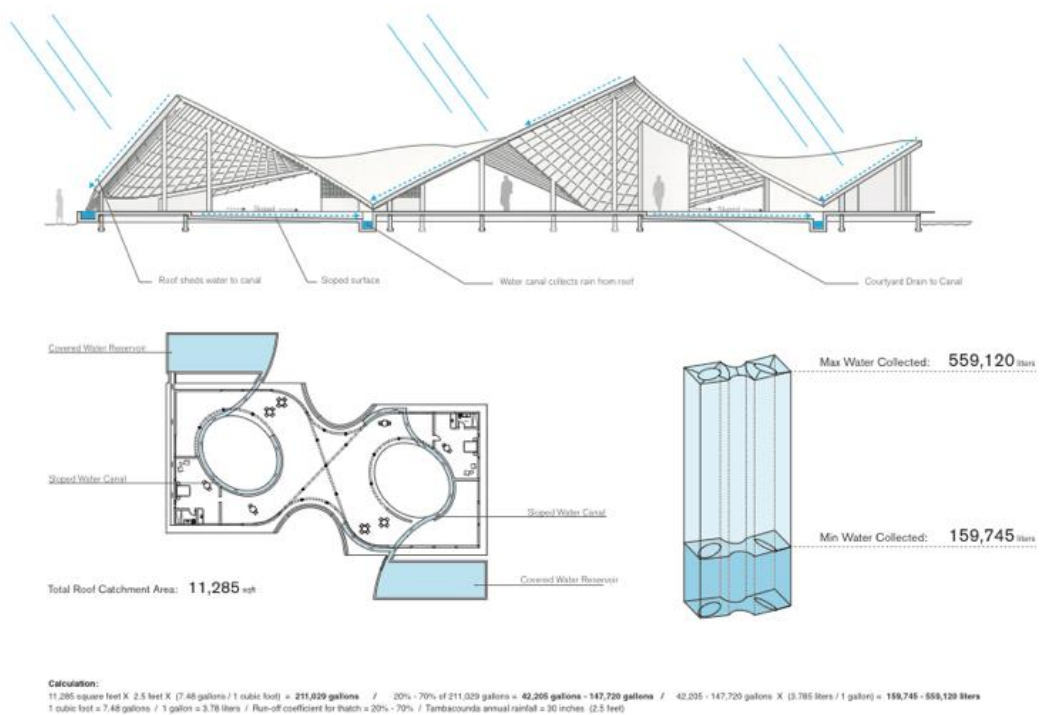 Sloped
Sloped
Roof sheds water to canal
Sloped surface
Water canal collects rain from roof
Courtyard Drain to Canal
Covered Water Reservoir
Sloped Water Canal
Sloped Water Canal
Covered Water Reservoir
Total Roof Catchment Area: 11,285 sqft
Max Water Collected: 559,120 liters
Min Water Collected: 159,745 liters
Calculation:
11,285 square feet X 2.5 feet X (7.48 gallons / 1 cubic foot) = 211,029 gallons / 20% - 70% of 211,029 gallons = 42,205 gallons - 147,720 gallons / 42,205 - 147,720 gallons X (3.785 liters / 1 gallon) = 159,745 - 559,120 liters
1 cubic foot = 7.48 gallons / 1 gallon = 3.78 liters / Run-off coefficient for thatch = 20% - 70% / Tambacounda annual rainfall = 30 inches (2.5 feet)